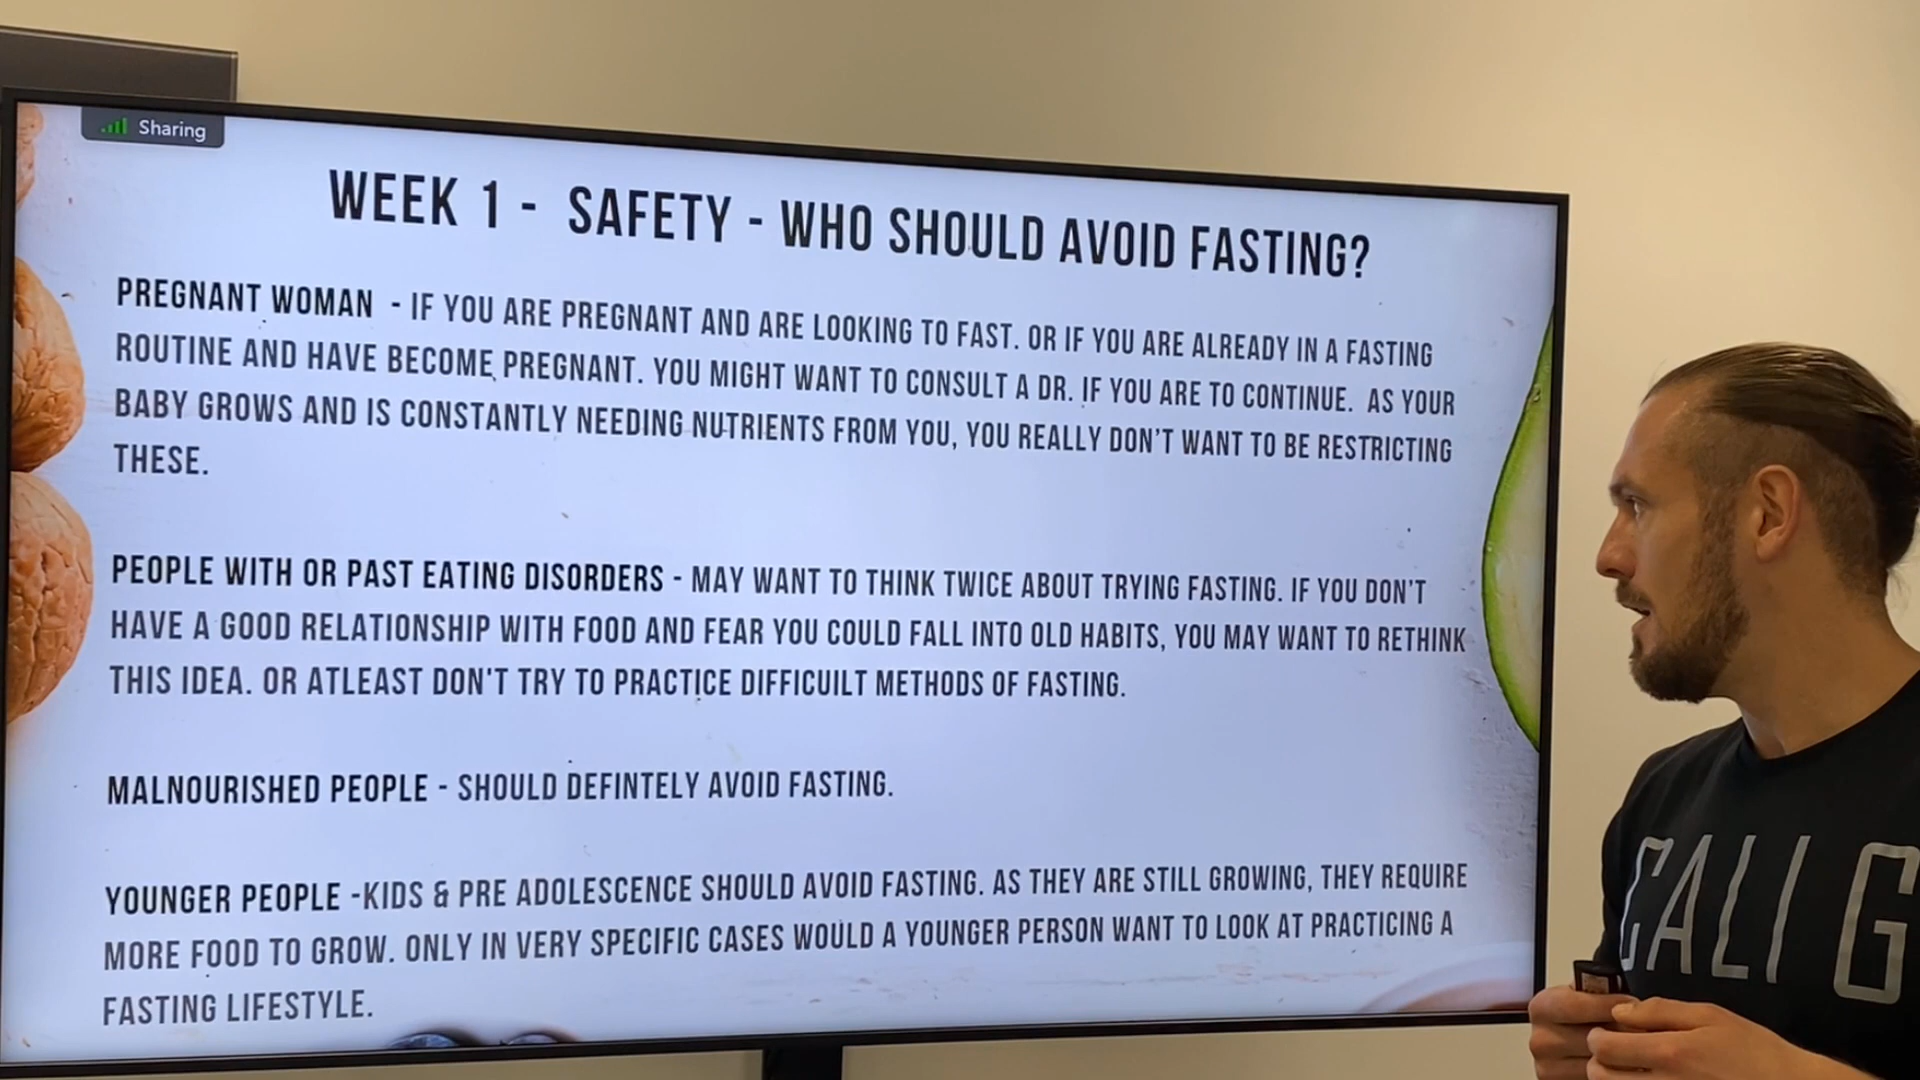 Sharing
WEEK 1 - SAFETY - WHO SHOULD AVOID FASTING?
PREGNANT WOMAN - IF YOU ARE PREGNANT AND ARE LOOKING TO FAST. OR IF YOU ARE ALREADY IN A FASTING
ROUTINE AND HAVE BECOME PREGNANT. YOU MIGHT WANT TO CONSULT A DR. IF YOU ARE TO CONTINUE. AS YOUR
BABY GROWS AND IS CONSTANTLY NEEDING NUTRIENTS FROM YOU, YOU REALLY DON'T WANT TO BE RESTRICTING
THESE.
PEOPLE WITH OR PAST EATING DISORDERS - MAY WANT TO THINK TWICE ABOUT TRYING FASTING. IF YOU DON'T
HAVE A GOOD RELATIONSHIP WITH FOOD AND FEAR YOU COULD FALL INTO OLD HABITS, YOU MAY WANT TO RETHINK
THIS IDEA. OR ATLEAST DON'T TRY TO PRACTICE DIFFICUILT METHODS OF FASTING.
MALNOURISHED PEOPLE - SHOULD DEFINTELY AVOID FASTING.
YOUNGER PEOPLE -KIDS & PRE ADOLESCENCE SHOULD AVOID FASTING. AS THEY ARE STILL GROWING, THEY REQUIRE
MORE FOOD TO GROW. ONLY IN VERY SPECIFIC CASES WOULD A YOUNGER PERSON WANT TO LOOK AT PRACTICING A
FASTING LIFESTYLE.
CALI G